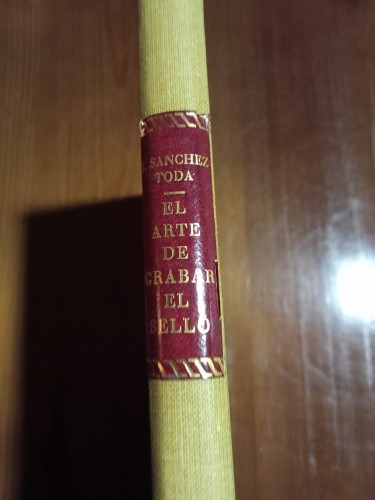 SANCHEZ
TODA
EL
ARTE
DE
GRABAR
EL
SELLO